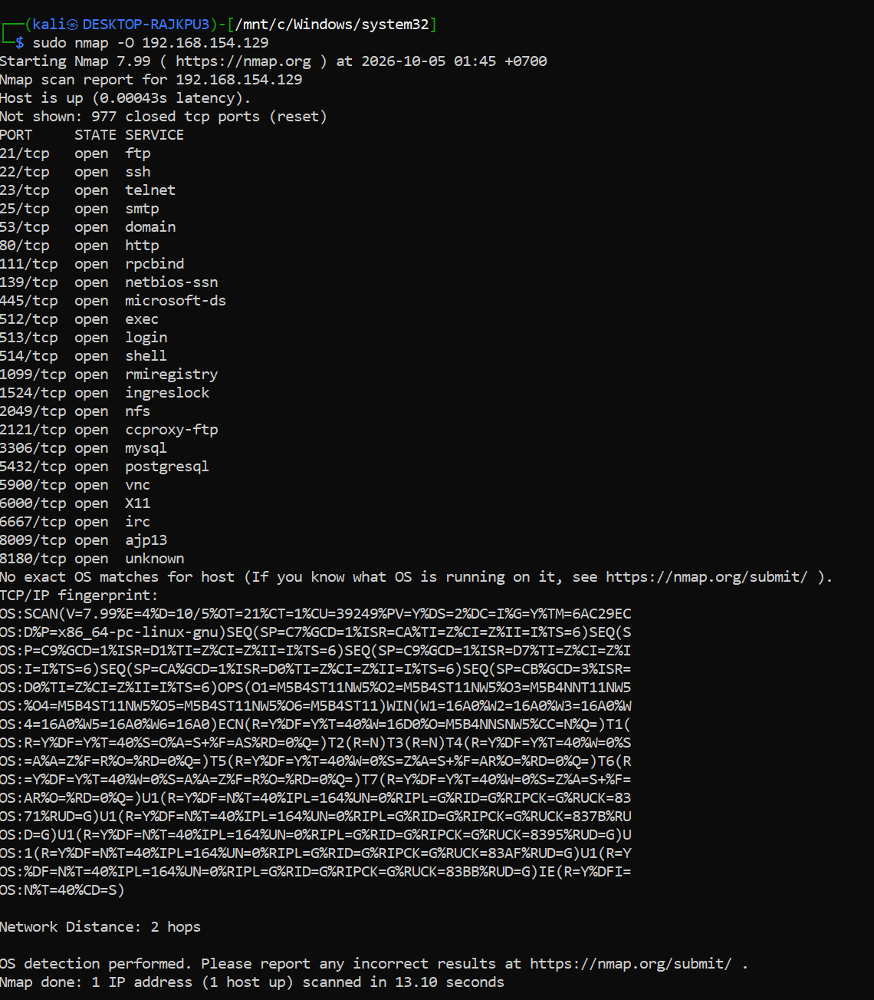 ┌──(kali㉿DESKTOP-RAJKPU3)-[/mnt/c/Windows/system32]
└─$ sudo nmap -O 192.168.154.129
Starting Nmap 7.99 ( https://nmap.org ) at 2026-10-05 01:45 +0700
Nmap scan report for 192.168.154.129
Host is up (0.00043s latency).
Not shown: 977 closed tcp ports (reset)
PORT     STATE SERVICE
21/tcp   open  ftp
22/tcp   open  ssh
23/tcp   open  telnet
25/tcp   open  smtp
53/tcp   open  domain
80/tcp   open  http
111/tcp  open  rpcbind
139/tcp  open  netbios-ssn
445/tcp  open  microsoft-ds
512/tcp  open  exec
513/tcp  open  login
514/tcp  open  shell
1099/tcp open  rmiregistry
1524/tcp open  ingreslock
2049/tcp open  nfs
2121/tcp open  ccproxy-ftp
3306/tcp open  mysql
5432/tcp open  postgresql
5900/tcp open  vnc
6000/tcp open  X11
6667/tcp open  irc
8009/tcp open  ajp13
8180/tcp open  unknown
No exact OS matches for host (If you know what OS is running on it, see https://nmap.org/submit/ ).
TCP/IP fingerprint:
OS:SCAN(V=7.99%E=4%D=10/5%OT=21%CT=1%CU=39249%PV=Y%DS=2%DC=I%G=Y%TM=6AC29EC
OS:D%P=x86_64-pc-linux-gnu)SEQ(SP=C7%GCD=1%ISR=CA%TI=Z%CI=Z%II=I%TS=6)SEQ(S
OS:P=C9%GCD=1%ISR=D1%TI=Z%CI=Z%II=I%TS=6)SEQ(SP=C9%GCD=1%ISR=D7%TI=Z%CI=Z%I
OS:I=I%TS=6)SEQ(SP=CA%GCD=1%ISR=D0%TI=Z%CI=Z%II=I%TS=6)SEQ(SP=CB%GCD=3%ISR=
OS:D0%TI=Z%CI=Z%II=I%TS=6)OPS(O1=M5B4ST11NW5%O2=M5B4ST11NW5%O3=M5B4NNT11NW5
OS:%O4=M5B4ST11NW5%O5=M5B4ST11NW5%O6=M5B4ST11)WIN(W1=16A0%W2=16A0%W3=16A0%W
OS:4=16A0%W5=16A0%W6=16A0)ECN(R=Y%DF=Y%T=40%W=16D0%O=M5B4NNSNW5%CC=N%Q=)T1(
OS:R=Y%DF=Y%T=40%S=O%A=S+%F=AS%RD=0%Q=)T2(R=N)T3(R=N)T4(R=Y%DF=Y%T=40%W=0%S
OS:=A%A=Z%F=R%O=%RD=0%Q=)T5(R=Y%DF=Y%T=40%W=0%S=Z%A=S+%F=AR%O=%RD=0%Q=)T6(R
OS:=Y%DF=Y%T=40%W=0%S=A%A=Z%F=R%O=%RD=0%Q=)T7(R=Y%DF=Y%T=40%W=0%S=Z%A=S+%F=
OS:AR%O=%RD=0%Q=)U1(R=Y%DF=N%T=40%IPL=164%UN=0%RIPL=G%RID=G%RIPCK=G%RUCK=83
OS:71%RUD=G)U1(R=Y%DF=N%T=40%IPL=164%UN=0%RIPL=G%RID=G%RIPCK=G%RUCK=837B%RU
OS:D=G)U1(R=Y%DF=N%T=40%IPL=164%UN=0%RIPL=G%RID=G%RIPCK=G%RUCK=8395%RUD=G)U
OS:1(R=Y%DF=N%T=40%IPL=164%UN=0%RIPL=G%RID=G%RIPCK=G%RUCK=83AF%RUD=G)U1(R=Y
OS:%DF=N%T=40%IPL=164%UN=0%RIPL=G%RID=G%RIPCK=G%RUCK=83BB%RUD=G)IE(R=Y%DFI=
OS:N%T=40%CD=S)
Network Distance: 2 hops
OS detection performed. Please report any incorrect results at https://nmap.org/submit/ .
Nmap done: 1 IP address (1 host up) scanned in 13.10 seconds